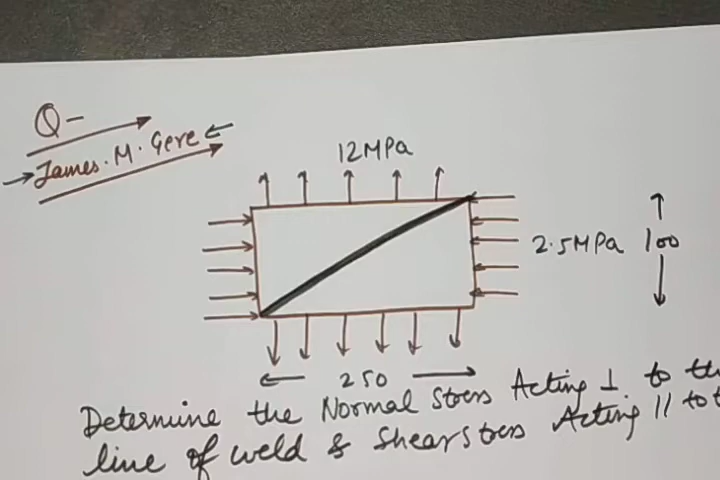 Q-
James. M. Gere
12MPa
2.5MPa
100
250
Determine the Normal Stress Acting ⊥ to
line of weld & Shear stress Acting // to